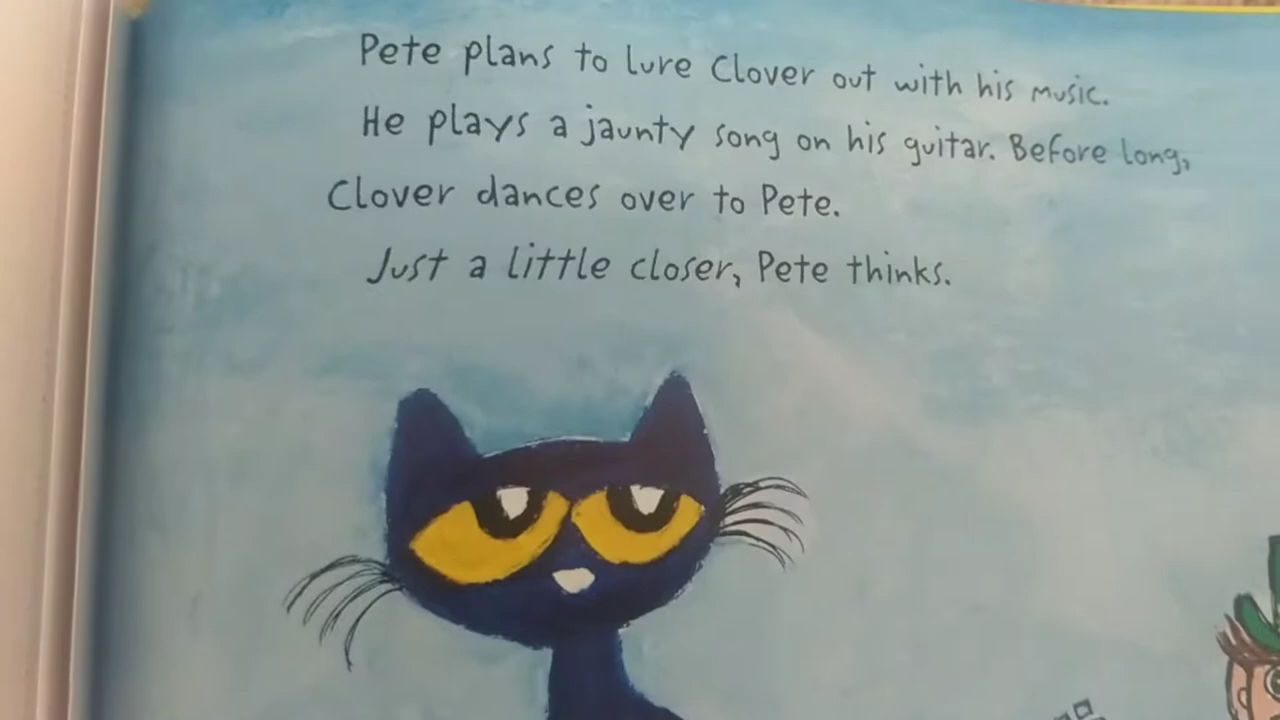 Pete plans to lure Clover out with his music.
He plays a jaunty song on his guitar. Before long,
Clover dances over to Pete.
Just a little closer, Pete thinks.